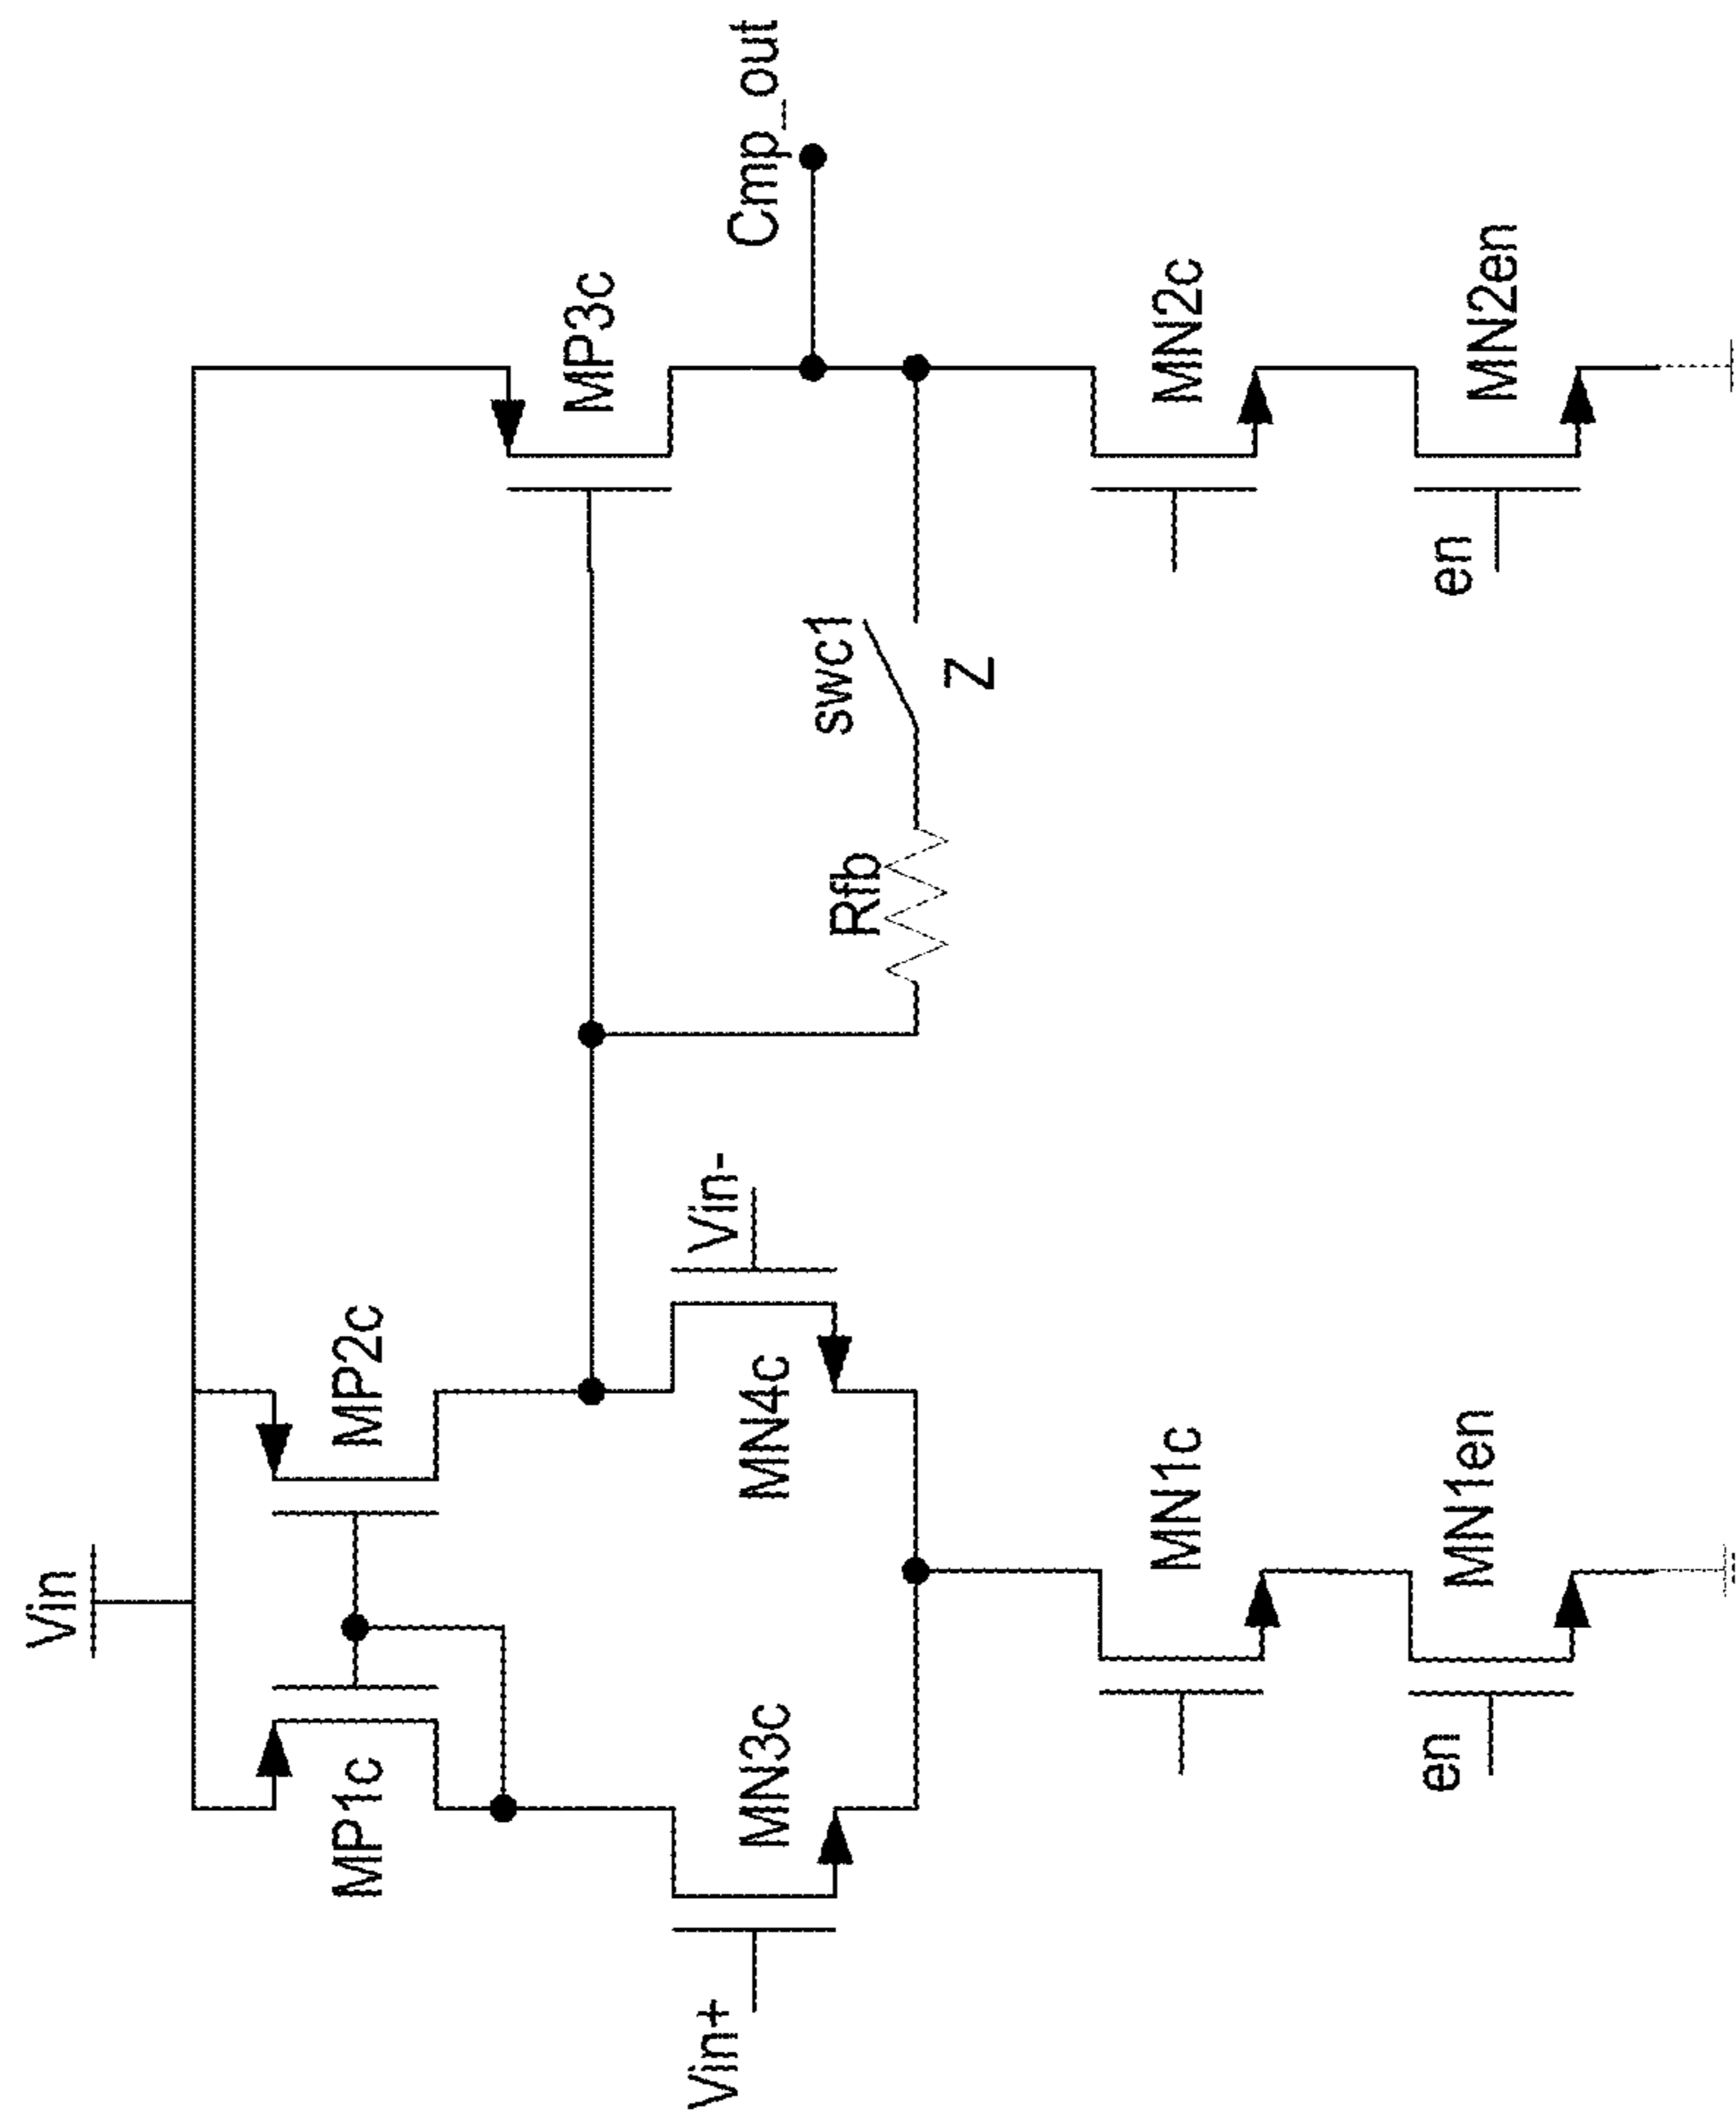 Vin
MP1c
MP2c
MP3c
Cmp_out
Vin+
MN3c
MN4c
Vin-
Rfb
swc1
Z
MN1c
MN2c
en
MN1en
en
MN2en